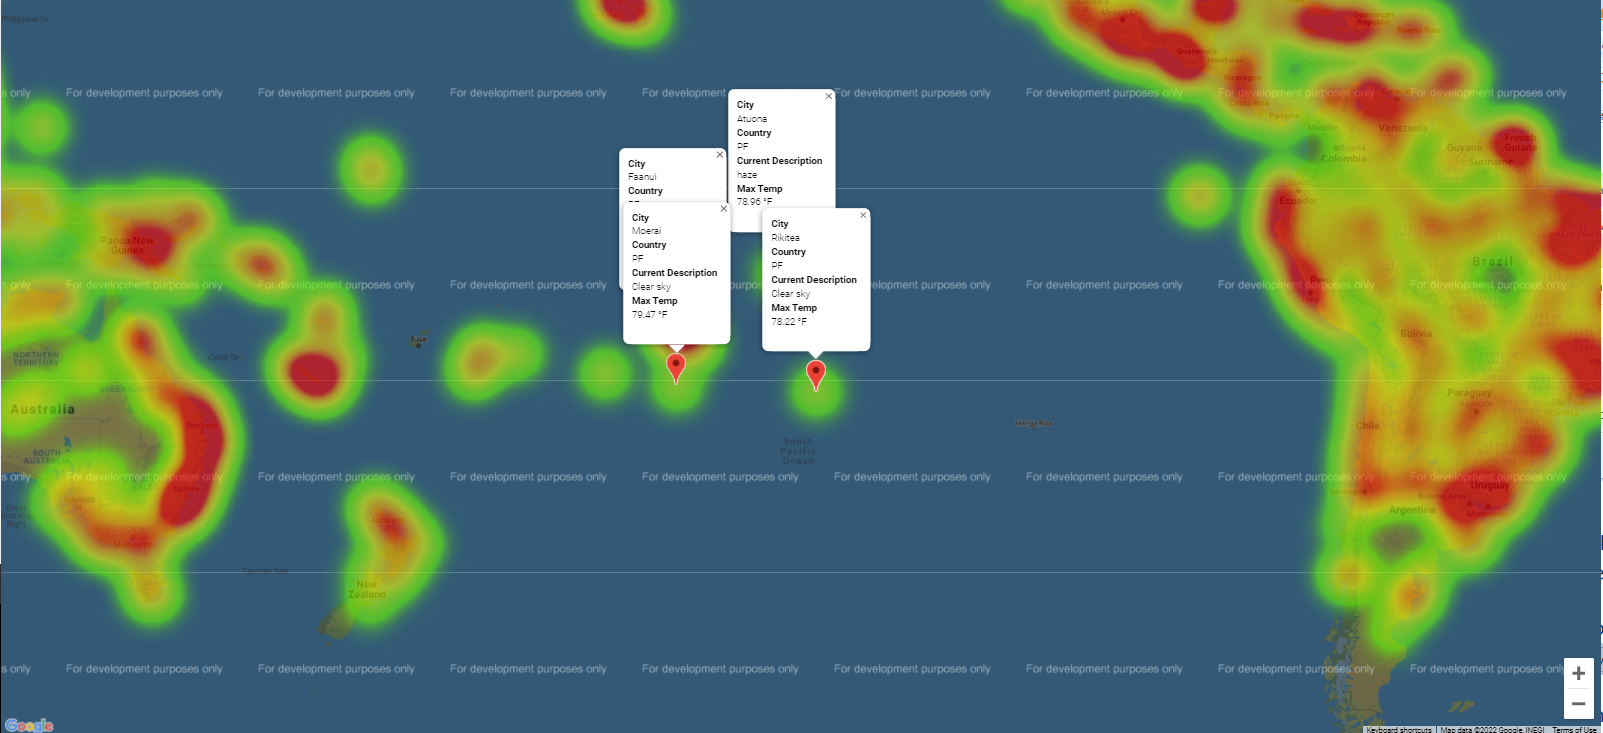 Philippine Se
Mexico City
Dominican
Republic
Puerto Rico
Guatemala
Honduras
Nicaragua
Costa Rica
Panama
s only
For development purposes only
For development purposes only
For development purposes only
For development
For development purposes only
For development purposes only
For development purposes only
For development purposes only
Medellin
Bogota
Colombia
Venezuela
Guyana
Suriname
French
Guiana
Quito
Ecuador
City
Atuona
Country
PF
Current Description
haze
Max Temp
78.96 °F
City
Faanui
Country
City
Moerai
Country
PF
Current Description
Clear sky
Max Temp
79.47 °F
City
Rikitea
Country
PF
Current Description
Clear sky
Max Temp
78.22 °F
Papua New
Guinea
Brazil
Peru
s only
For development purposes only
For development purposes only
For development purposes only
For development purposes only
For development purposes only
For development purposes only
For development purposes only
Suva
Coral Se
Bolivia
NORTHERN
TERRITORY
QUEENSLAND
Australia
Brisbane
Paraguay
Asuncion
Chile
South
Pacific
Ocean
SOUTH
AUSTRALIA
s only
For development purposes only
For development purposes only
For development purposes only
For development purposes only
For development purposes only
For development purposes only
For development purposes only
For development purposes only
Sydney
Adelaide
Great
Australian
Bight
Melbourne
Auckland
Santiago
Buenos Aires
Uruguay
Montevideo
Argentina
Tasman Sea
TASMANIA
New
Zealand
s only
For development purposes only
For development purposes only
For development purposes only
For development purposes only
For development purposes only
For development purposes only
For development purposes only
For development purposes only
Google
Keyboard shortcuts
Map data ©2022 Google, INEGI
Terms of Use